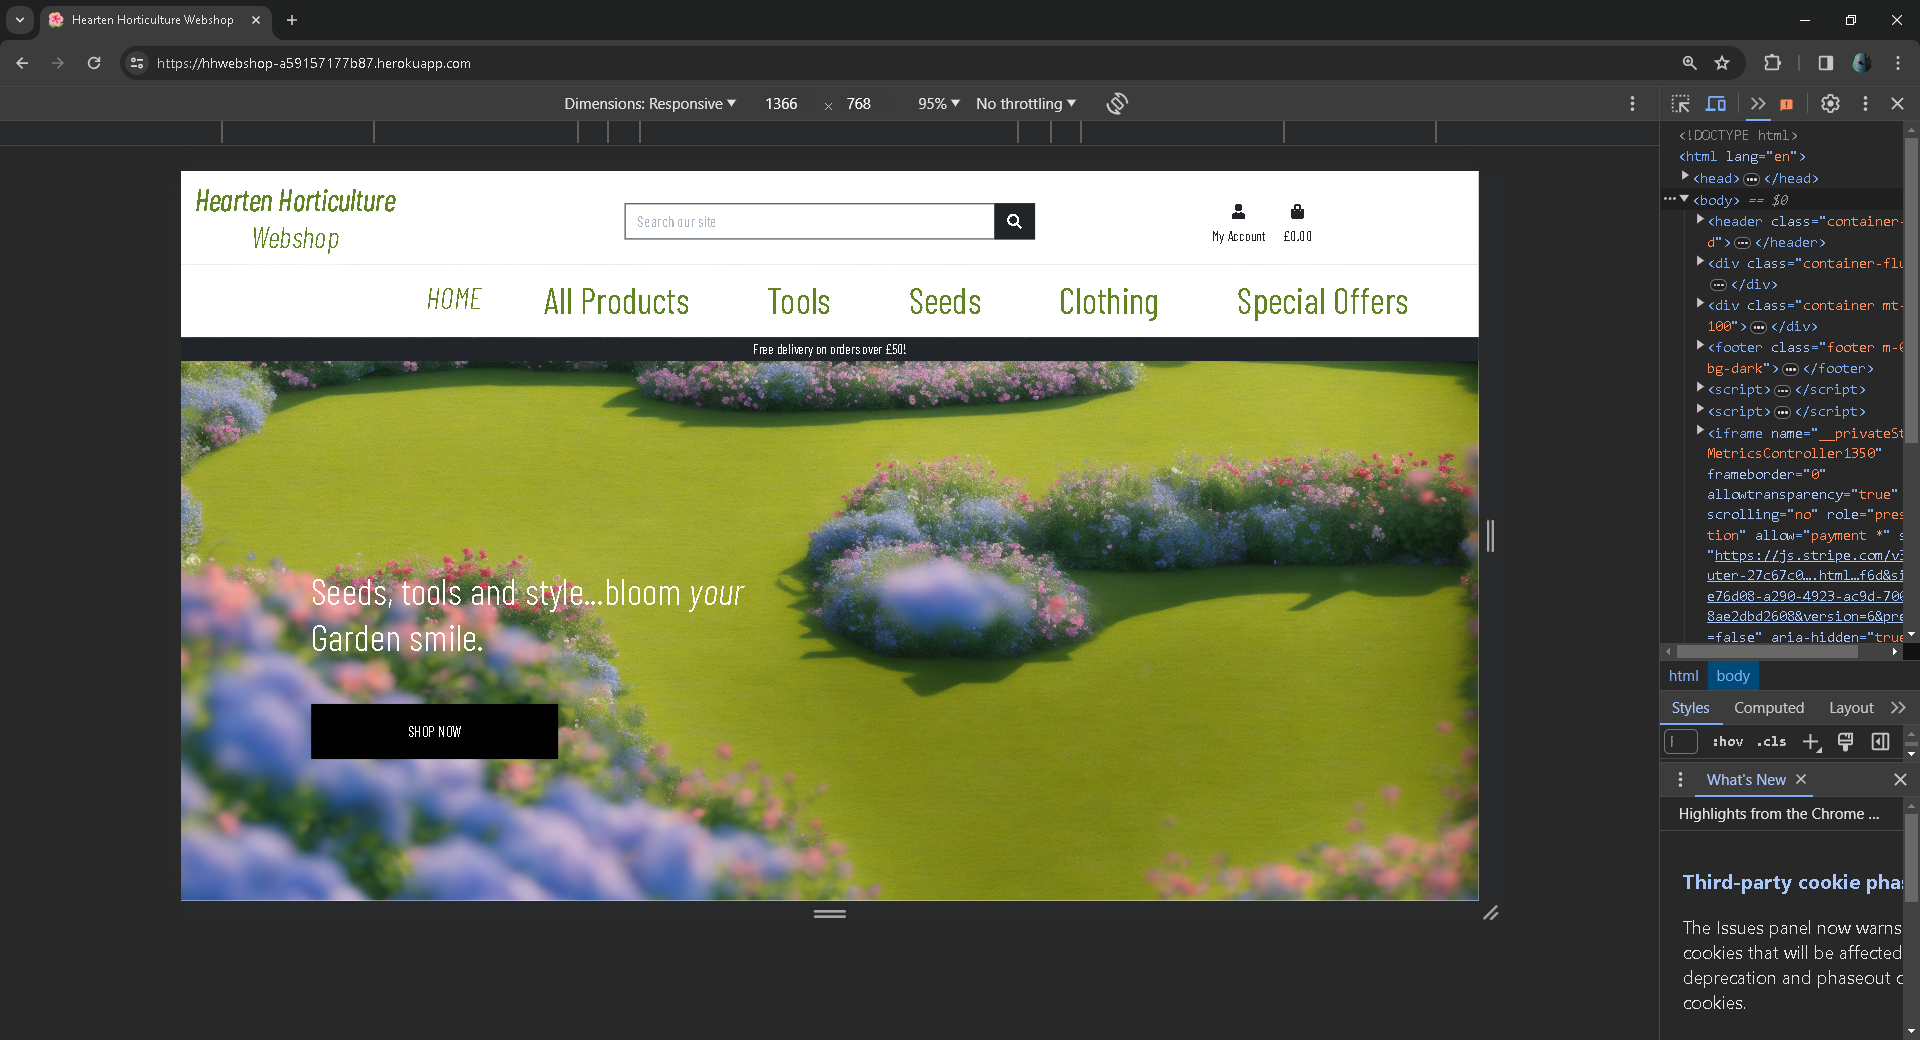 Hearten Horticulture Webshop
https://hhwebshop-a59157177b87.herokuapp.com
Dimensions: Responsive 1366 × 768 95% No throttling
Hearten Horticulture
Webshop
Search our site
My Account
£0.00
HOME All Products Tools Seeds Clothing Special Offers
Free delivery on orders over £50!
Seeds, tools and style...bloom your
Garden smile.
SHOP NOW
<!DOCTYPE html>
<html lang="en">
<head> ••• </head>
••• <body> == $0
<header class="container-
d"> ••• </header>
<div class="container-flu
••• </div>
<div class="container mt-
100"> ••• </div>
<footer class="footer m-0
bg-dark"> ••• </footer>
<script> ••• </script>
<script> ••• </script>
<iframe name="__privateSt
MetricsController1350"
frameborder="0"
allowtransparency="true"
scrolling="no" role="pres
tion" allow="payment *" s
"https://js.stripe.com/v3
uter-27c67c0….html…f6d&si
e76d08-a290-4923-ac9d-700
8ae2dbd2608&version=6&pre
=false" aria-hidden="true
html body
Styles Computed Layout
:hov .cls
What's New
Highlights from the Chrome ...
Third-party cookie phas
The Issues panel now warns
cookies that will be affected
deprecation and phaseout o
cookies.